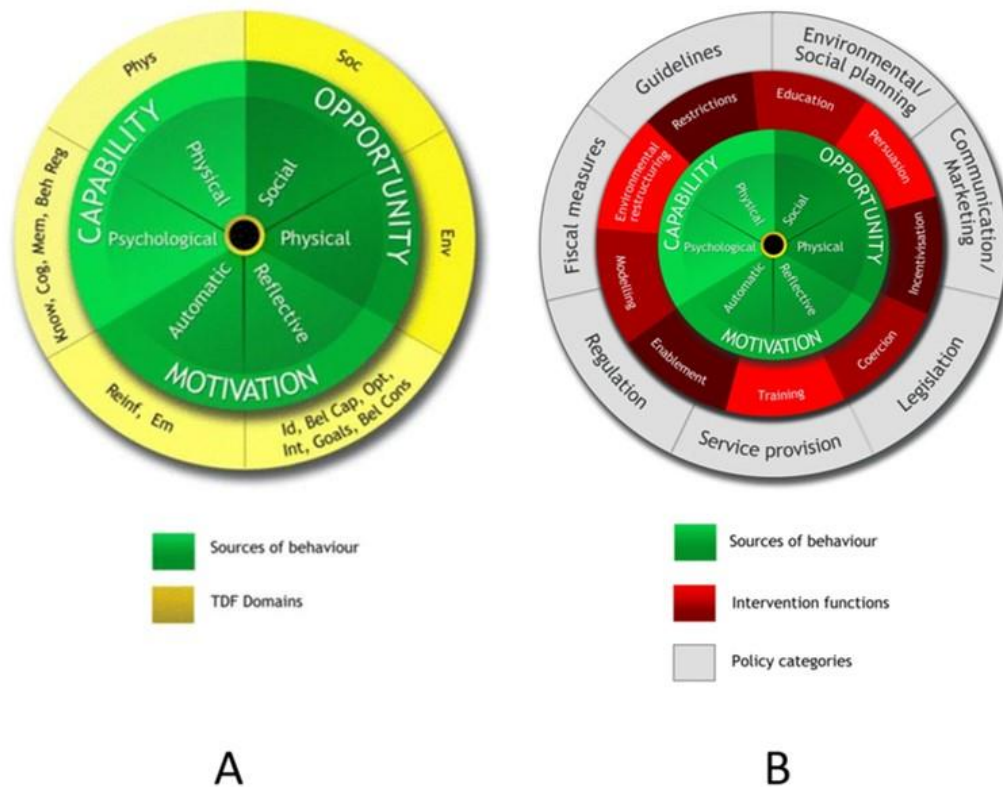 Phys
Soc
Know, Cog, Mem, Beh Reg
Env
Reinf, Em
Id, Bel Cap, Opt,
Int, Goals, Bel Cons
CAPABILITY
OPPORTUNITY
MOTIVATION
Physical
Social
Psychological
Physical
Automatic
Reflective
Sources of behaviour
TDF Domains
A
Guidelines
Environmental/
Social planning
Fiscal measures
Communication/
Marketing
Regulation
Legislation
Service provision
Restrictions
Education
Persuasion
Environmental
restructuring
Incentivisation
Modelling
Coercion
Enablement
Training
CAPABILITY
OPPORTUNITY
MOTIVATION
Physical
Social
Psychological
Physical
Automatic
Reflective
Sources of behaviour
Intervention functions
Policy categories
B